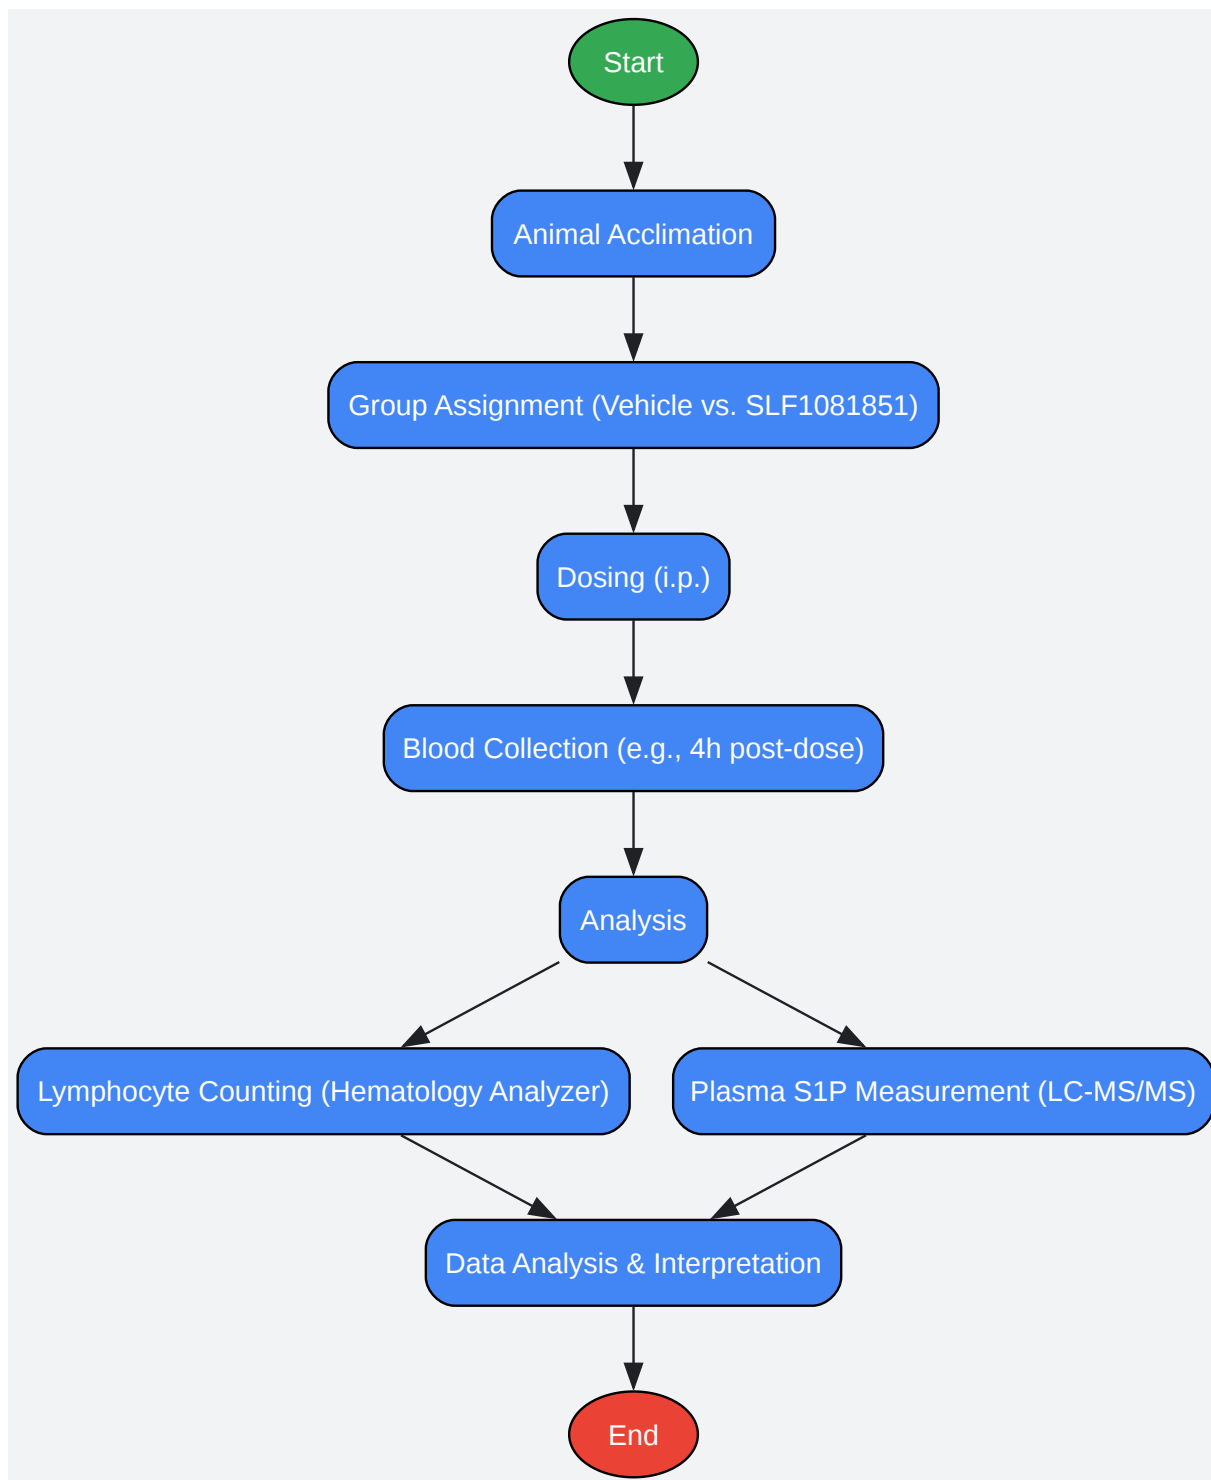 Start
Animal Acclimation
Group Assignment (Vehicle vs. SLF1081851)
Dosing (i.p.)
Blood Collection (e.g., 4h post-dose)
Analysis
Lymphocyte Counting (Hematology Analyzer)
Plasma S1P Measurement (LC-MS/MS)
Data Analysis & Interpretation
End